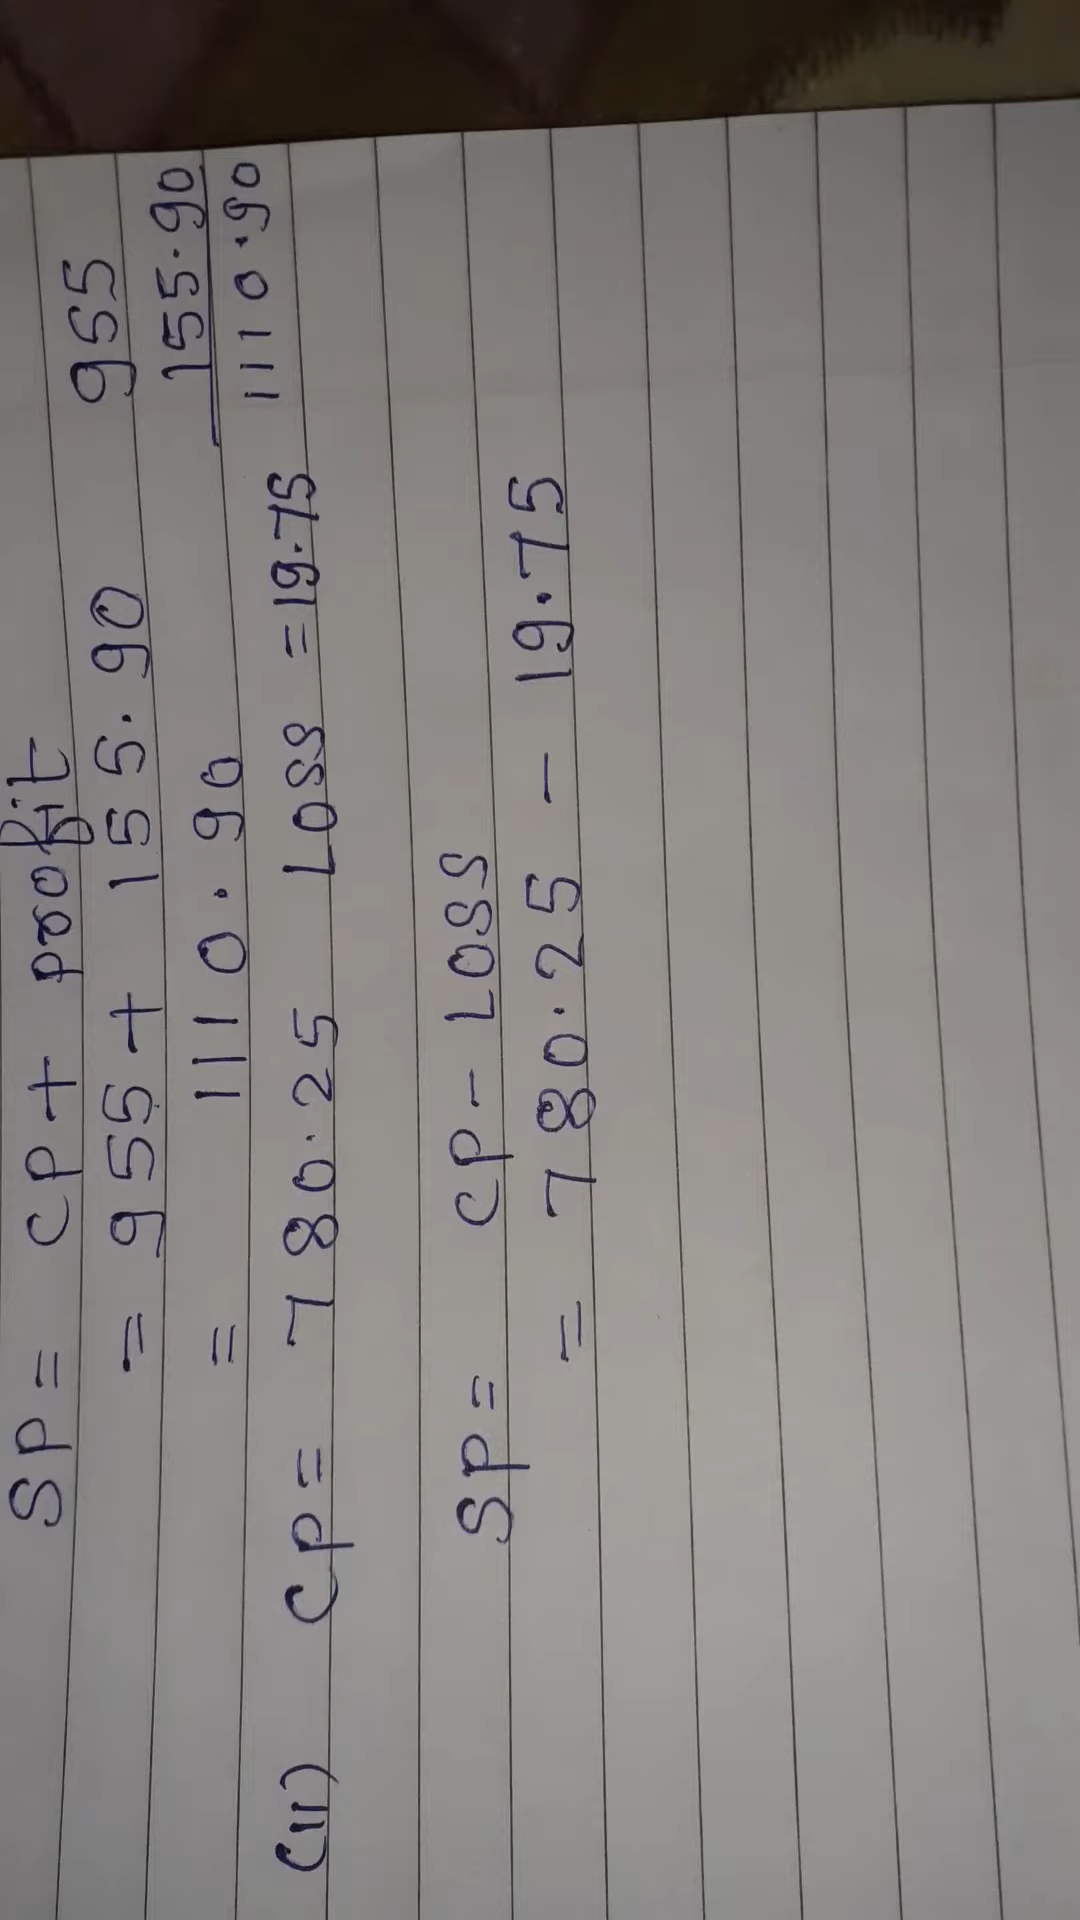 SP = CP + profit
= 955 + 155.90
= 1110.90
955
155.90
1110.90
(ii) CP = 780.25 LOSS = 19.75
SP = CP - LOSS
= 780.25 - 19.75